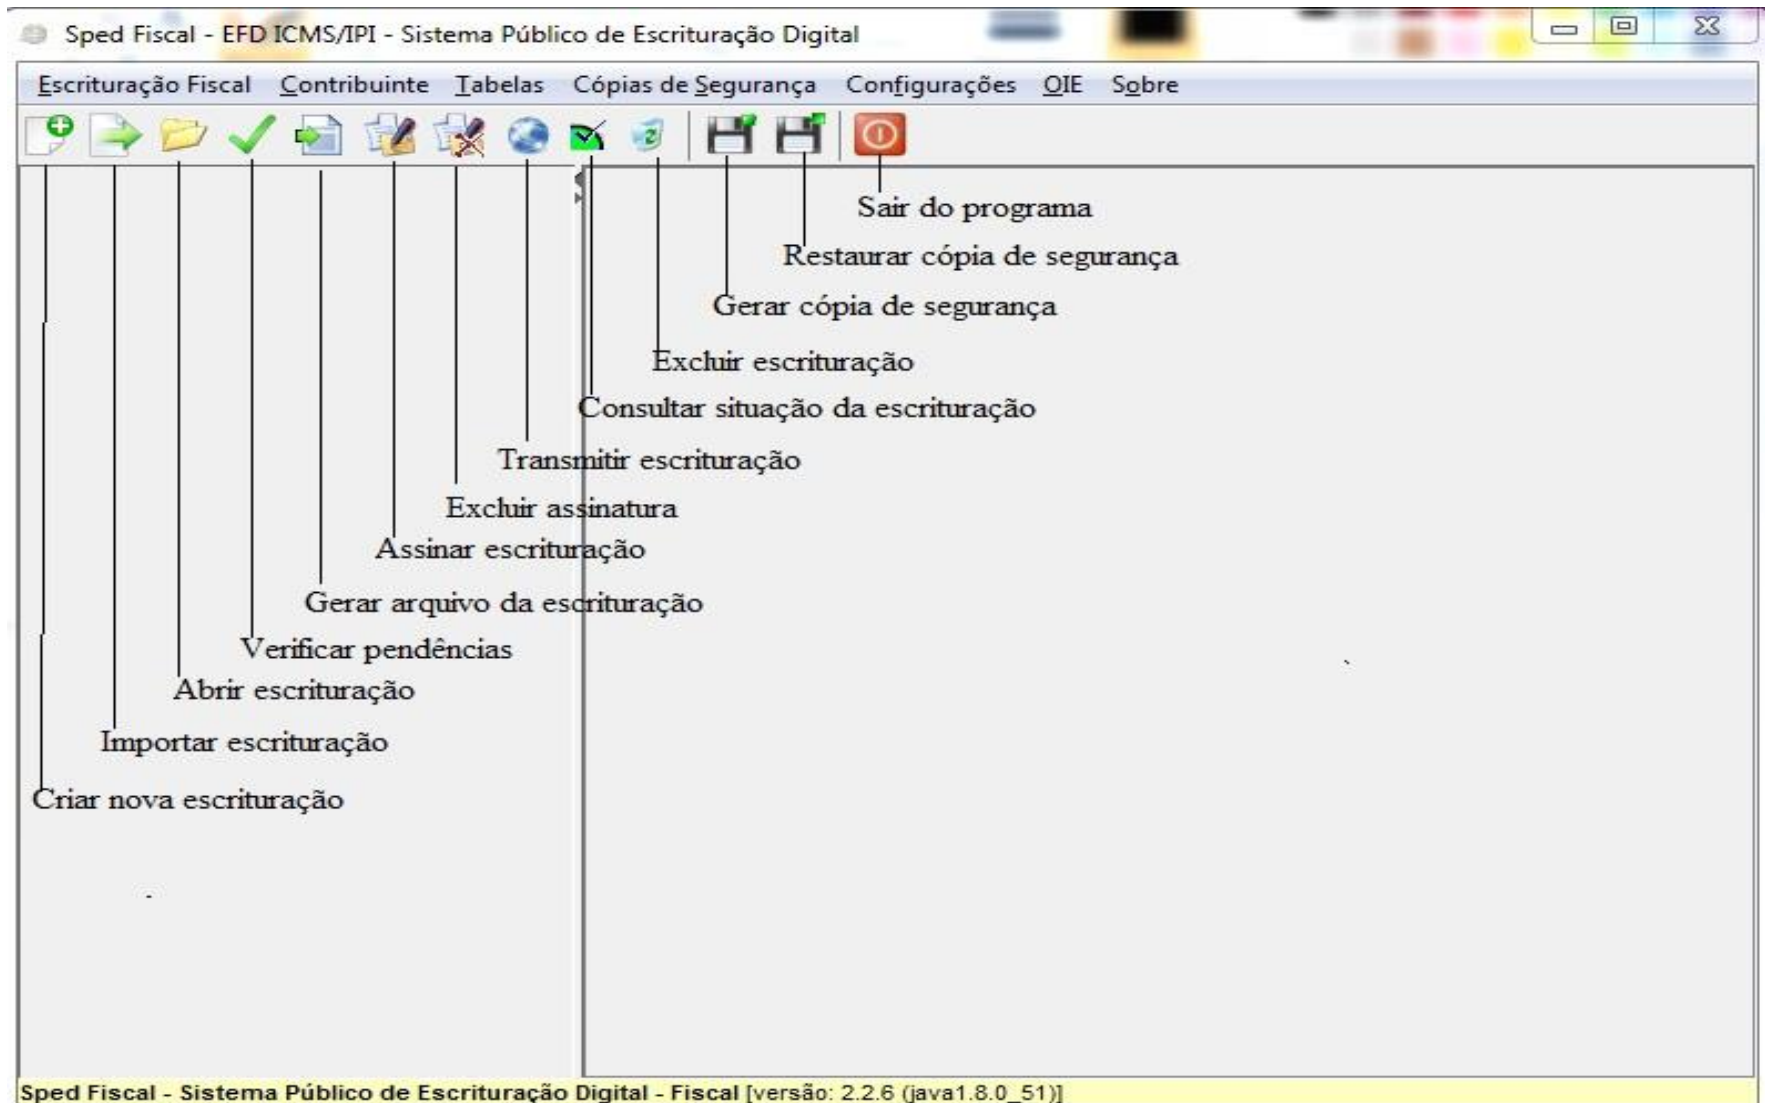 Sped Fiscal - EFD ICMS/IPI - Sistema Público de Escrituração Digital
Escrituração Fiscal Contribuinte Tabelas Cópias de Segurança Configurações OIE Sobre
Sair do programa
Restaurar cópia de segurança
Gerar cópia de segurança
Excluir escrituração
Consultar situação da escrituração
Transmitir escrituração
Excluir assinatura
Assinar escrituração
Gerar arquivo da escrituração
Verificar pendências
Abrir escrituração
Importar escrituração
Criar nova escrituração
Sped Fiscal - Sistema Público de Escrituração Digital - Fiscal [versão: 2.2.6 (java1.8.0_51)]